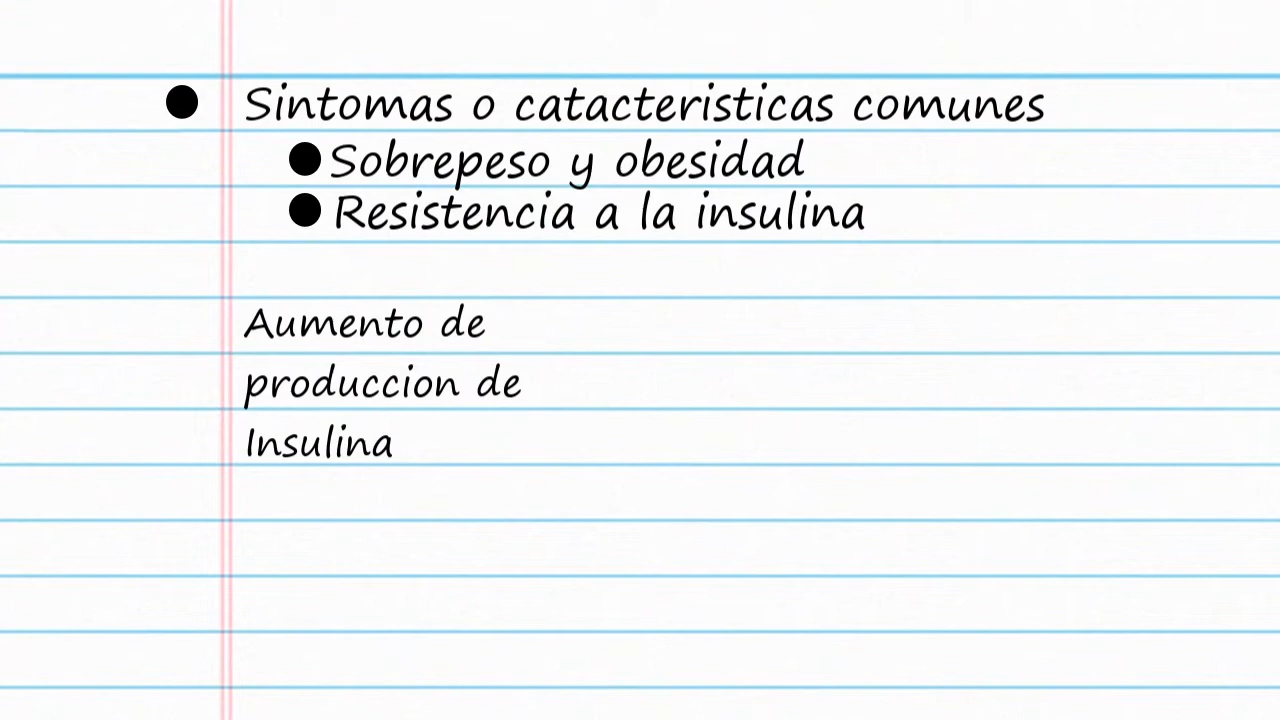 ● Sintomas o catacteristicas comunes
● Sobrepeso y obesidad
● Resistencia a la insulina
Aumento de
produccion de
Insulina